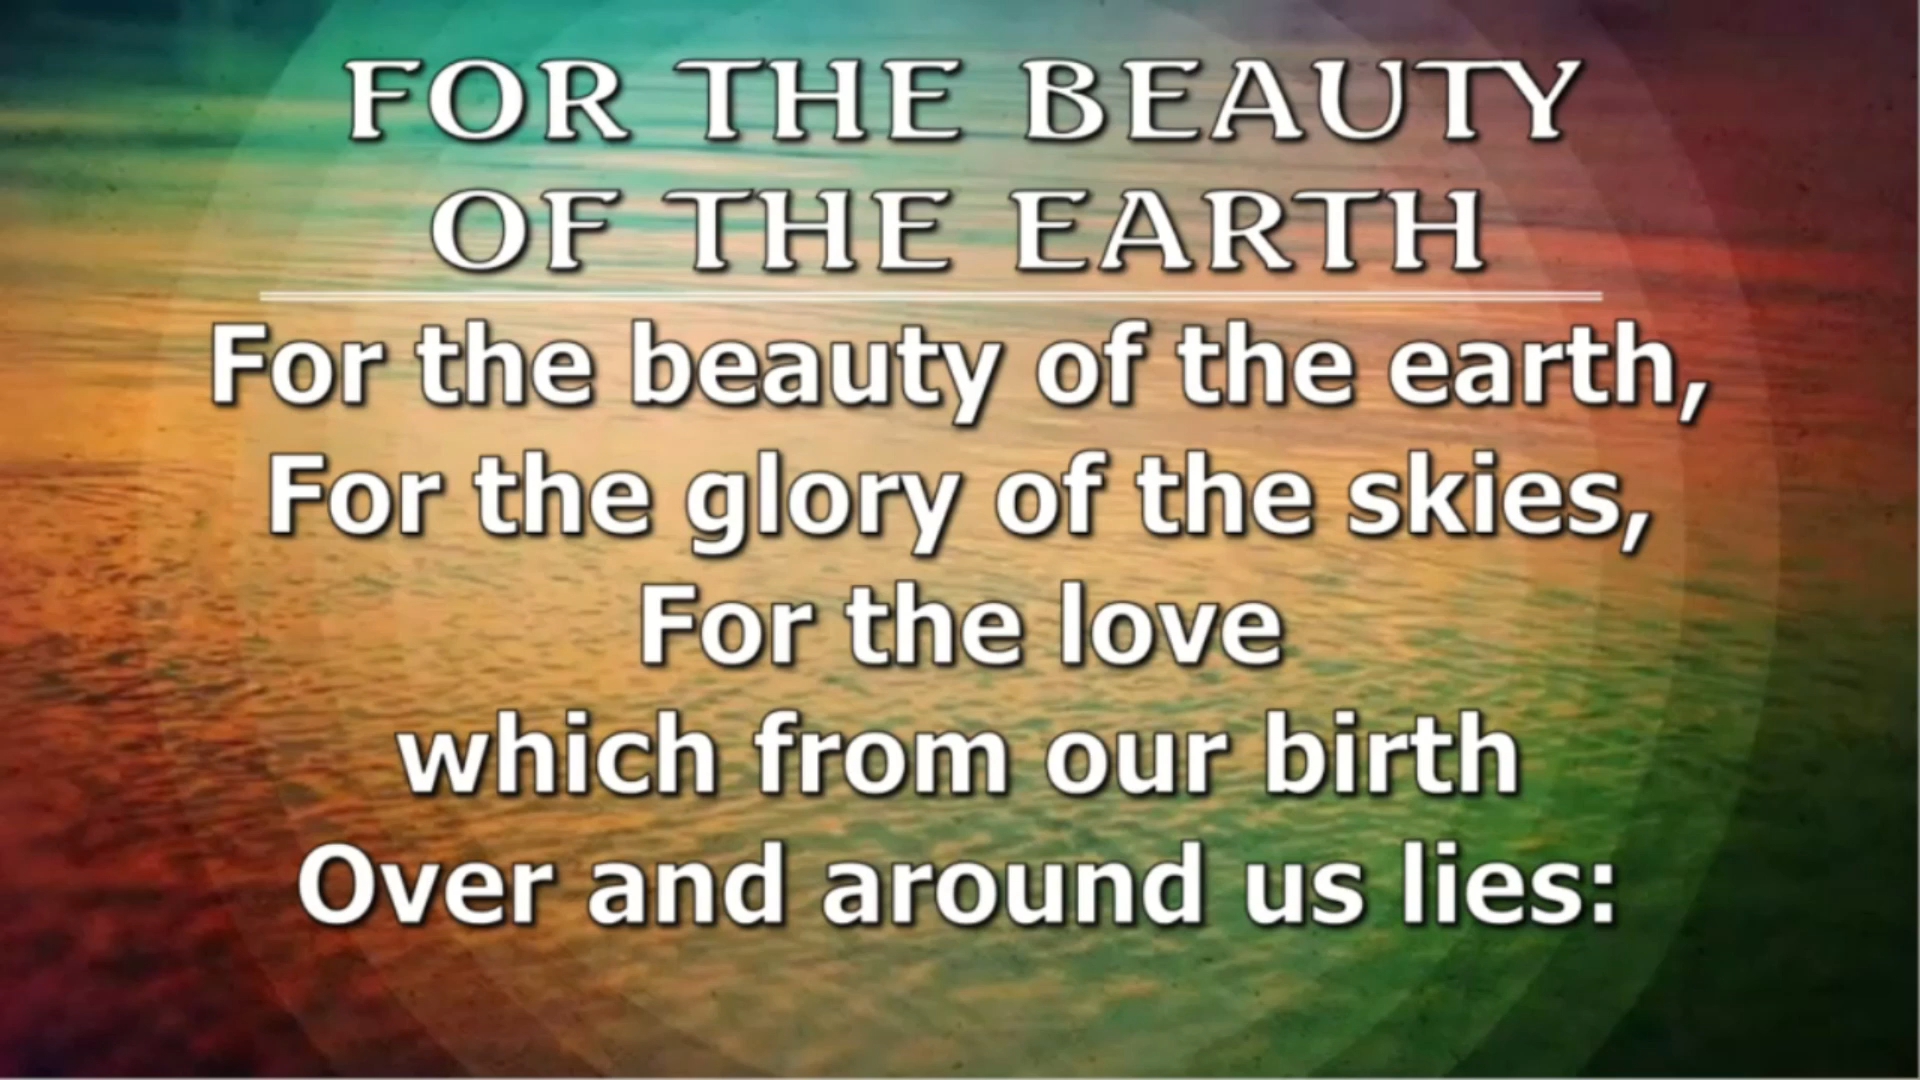 FOR THE BEAUTY
OF THE EARTH
For the beauty of the earth,
For the glory of the skies,
For the love
which from our birth
Over and around us lies: